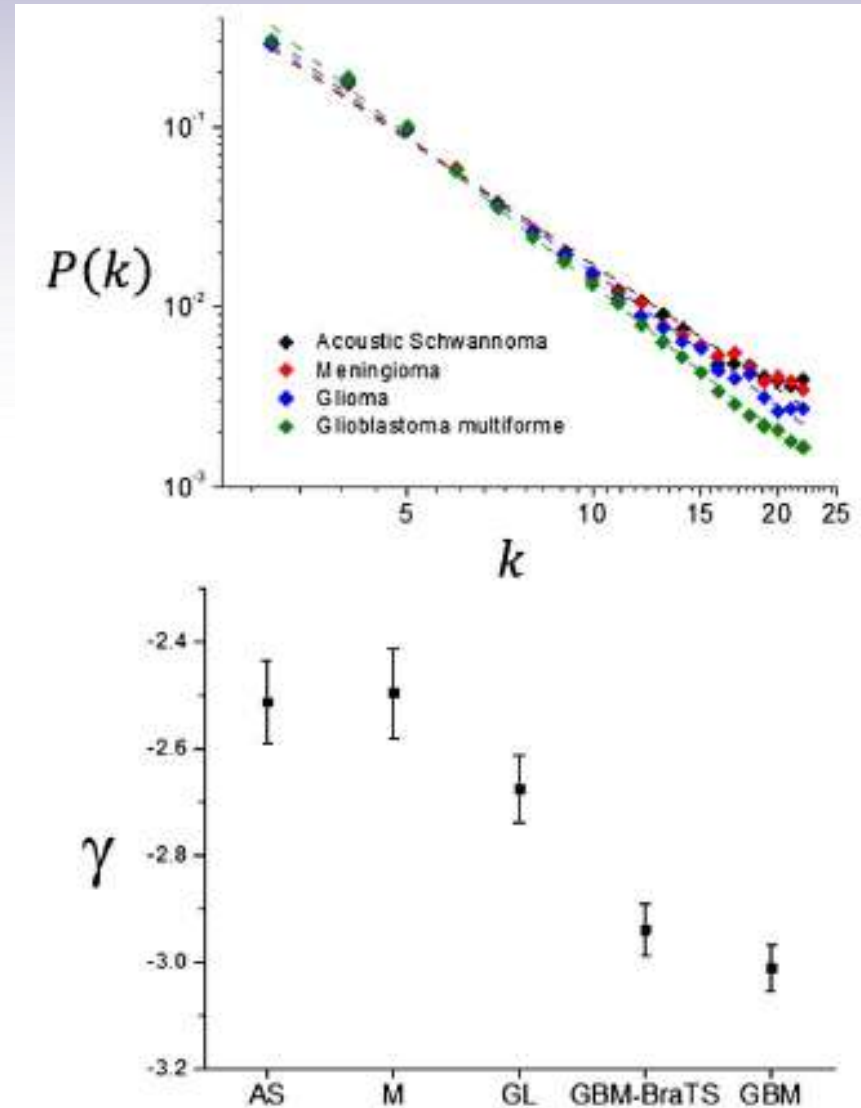 10⁻¹
P(k)
10⁻²
Acoustic Schwannoma
Meningioma
Glioma
Glioblastoma multiforme
10⁻³
5 10 15 20 25
k
-2.4
-2.6
γ
-2.8
-3.0
-3.2
AS M GL GBM-BraTS GBM